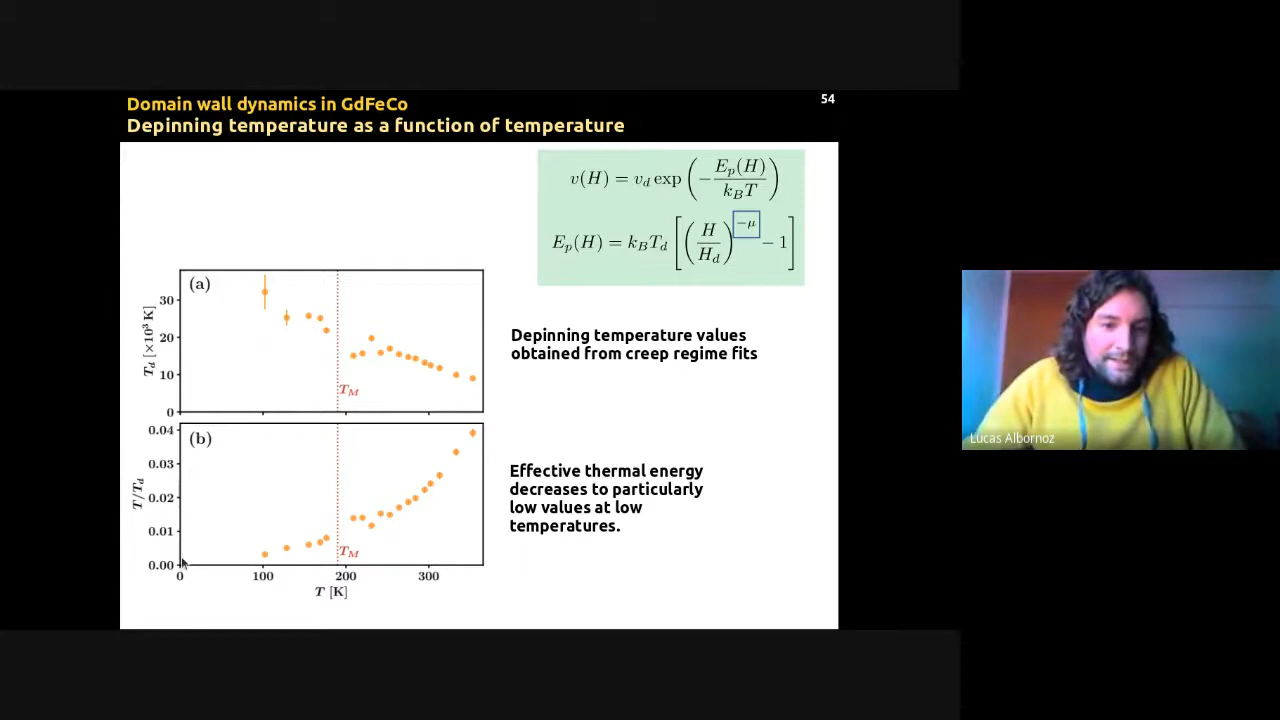 Domain wall dynamics in GdFeCo
54
Depinning temperature as a function of temperature
v(H) = v_d exp(−E_p(H)/k_BT)
E_p(H) = k_BT_d[(H/H_d)^−μ − 1]
(a)
T_d [×10³ K]
30
20
10
0
T_M
Depinning temperature values
obtained from creep regime fits
(b)
T/T_d
0.04
0.03
0.02
0.01
0.00
T_M
0 100 200 300
T [K]
Effective thermal energy
decreases to particularly
low values at low
temperatures.
Lucas Albornoz